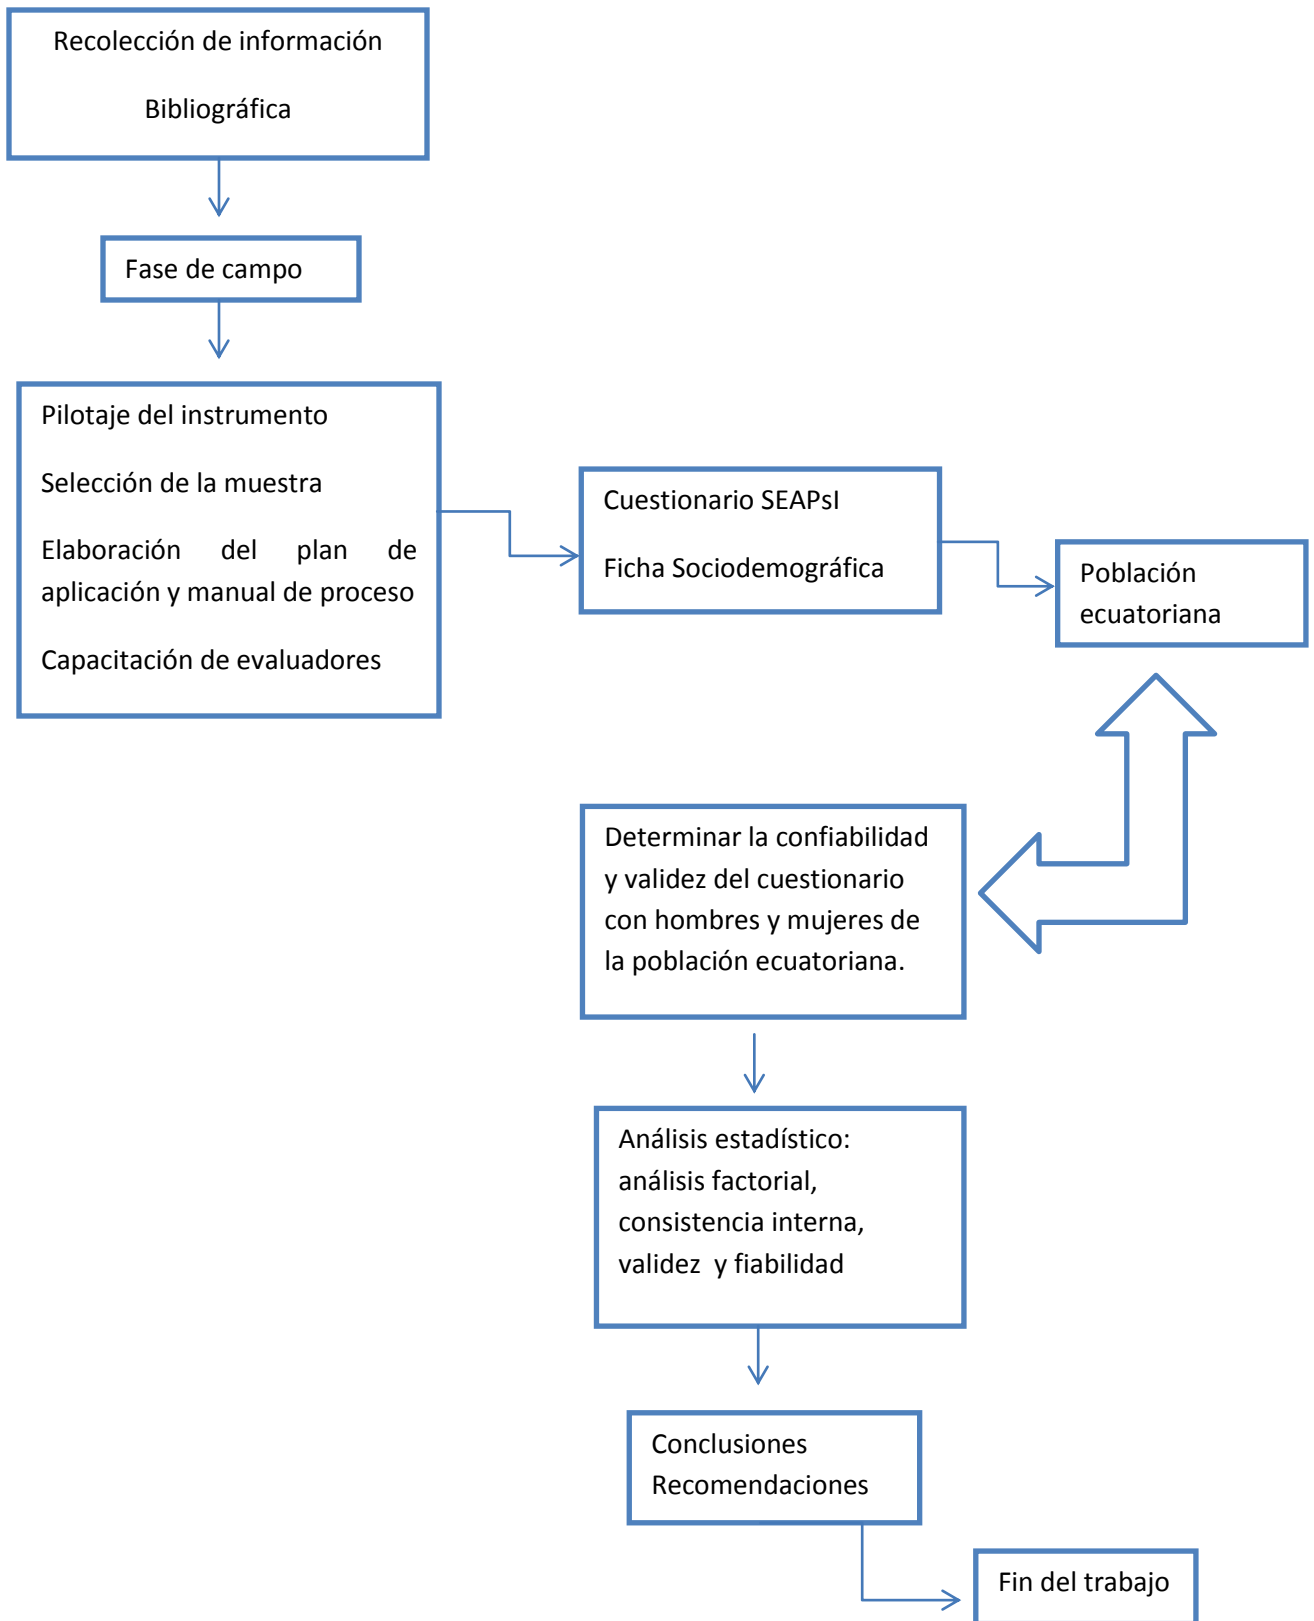 Recolección de información
Bibliográfica
Fase de campo
Pilotaje del instrumento
Selección de la muestra
Elaboración del plan de
aplicación y manual de proceso
Capacitación de evaluadores
Cuestionario SEAPsI
Ficha Sociodemográfica
Población
ecuatoriana
Determinar la confiabilidad
y validez del cuestionario
con hombres y mujeres de
la población ecuatoriana.
Análisis estadístico:
análisis factorial,
consistencia interna,
validez y fiabilidad
Conclusiones
Recomendaciones
Fin del trabajo